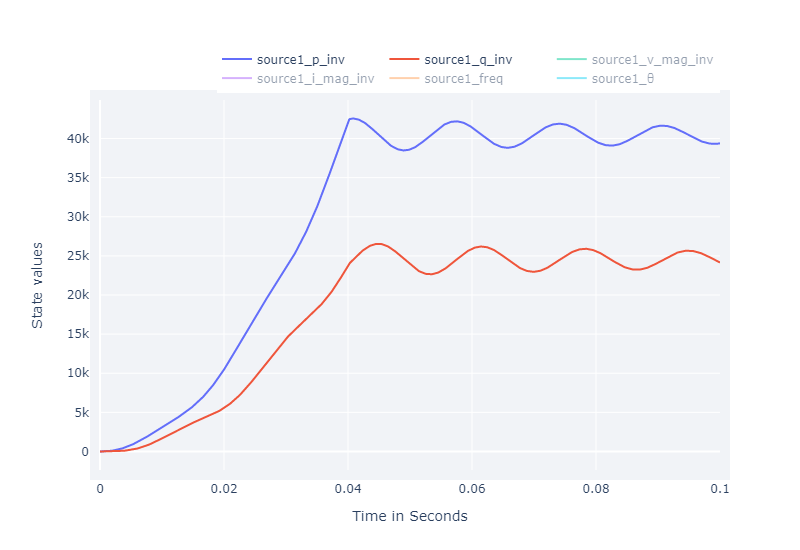 source1_p_inv source1_q_inv source1_v_mag_inv
source1_i_mag_inv source1_freq source1_θ
40k
35k
30k
25k
20k
15k
10k
5k
0
State values
0 0.02 0.04 0.06 0.08 0.1
Time in Seconds